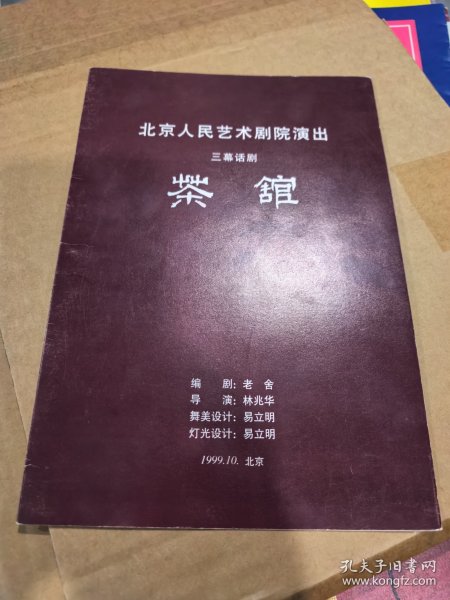 北京人民艺术剧院演出
三幕话剧
茶馆
编 剧：老 舍
导 演：林兆华
舞美设计：易立明
灯光设计：易立明
1999.10. 北京
孔夫子旧书网
www.kongfz.com